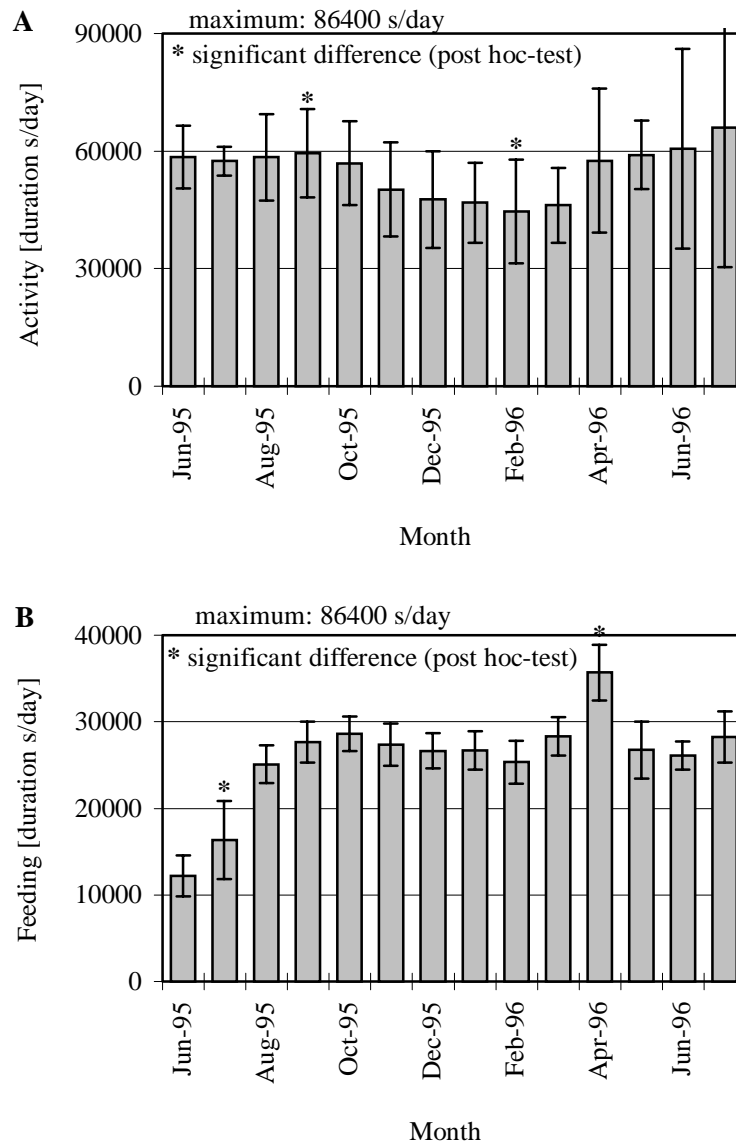 A
maximum: 86400 s/day
90000
* significant difference (post hoc-test)
*
*
60000
30000
0
Activity [duration s/day]
Jun-95
Aug-95
Oct-95
Dec-95
Feb-96
Apr-96
Jun-96
Month
B
maximum: 86400 s/day
40000
* significant difference (post hoc-test)
*
*
30000
20000
10000
0
Feeding [duration s/day]
Jun-95
Aug-95
Oct-95
Dec-95
Feb-96
Apr-96
Jun-96
Month